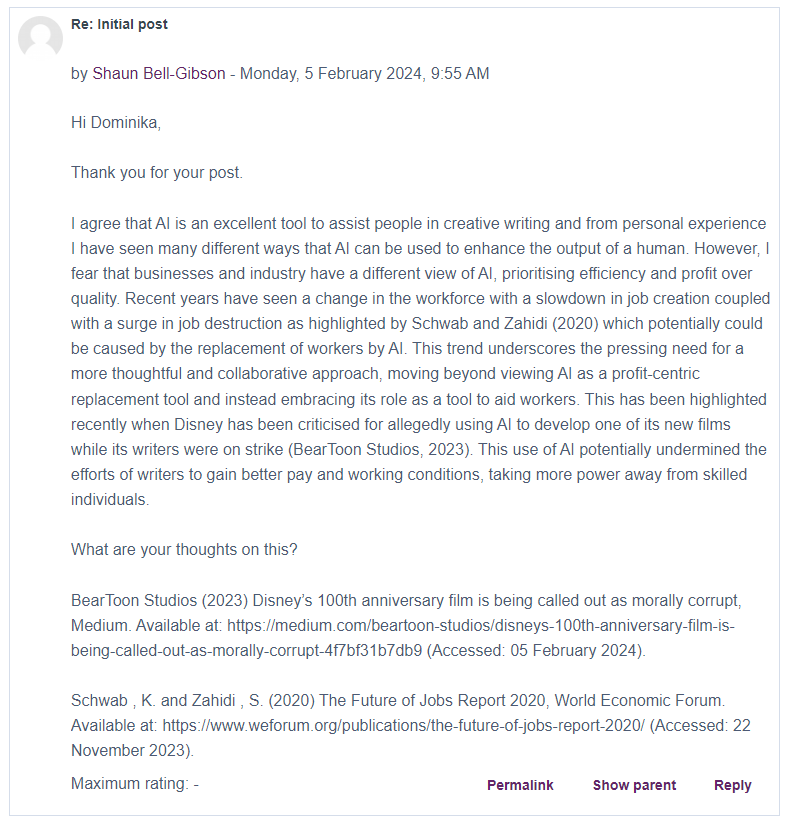 Re: Initial post
by Shaun Bell-Gibson - Monday, 5 February 2024, 9:55 AM
Hi Dominika,
Thank you for your post.
I agree that AI is an excellent tool to assist people in creative writing and from personal experience
I have seen many different ways that AI can be used to enhance the output of a human. However, I
fear that businesses and industry have a different view of AI, prioritising efficiency and profit over
quality. Recent years have seen a change in the workforce with a slowdown in job creation coupled
with a surge in job destruction as highlighted by Schwab and Zahidi (2020) which potentially could
be caused by the replacement of workers by AI. This trend underscores the pressing need for a
more thoughtful and collaborative approach, moving beyond viewing AI as a profit-centric
replacement tool and instead embracing its role as a tool to aid workers. This has been highlighted
recently when Disney has been criticised for allegedly using AI to develop one of its new films
while its writers were on strike (BearToon Studios, 2023). This use of AI potentially undermined the
efforts of writers to gain better pay and working conditions, taking more power away from skilled
individuals.
What are your thoughts on this?
BearToon Studios (2023) Disney’s 100th anniversary film is being called out as morally corrupt,
Medium. Available at: https://medium.com/beartoon-studios/disneys-100th-anniversary-film-is-
being-called-out-as-morally-corrupt-4f7bf31b7db9 (Accessed: 05 February 2024).
Schwab , K. and Zahidi , S. (2020) The Future of Jobs Report 2020, World Economic Forum.
Available at: https://www.weforum.org/publications/the-future-of-jobs-report-2020/ (Accessed: 22
November 2023).
Maximum rating: -
Permalink Show parent Reply